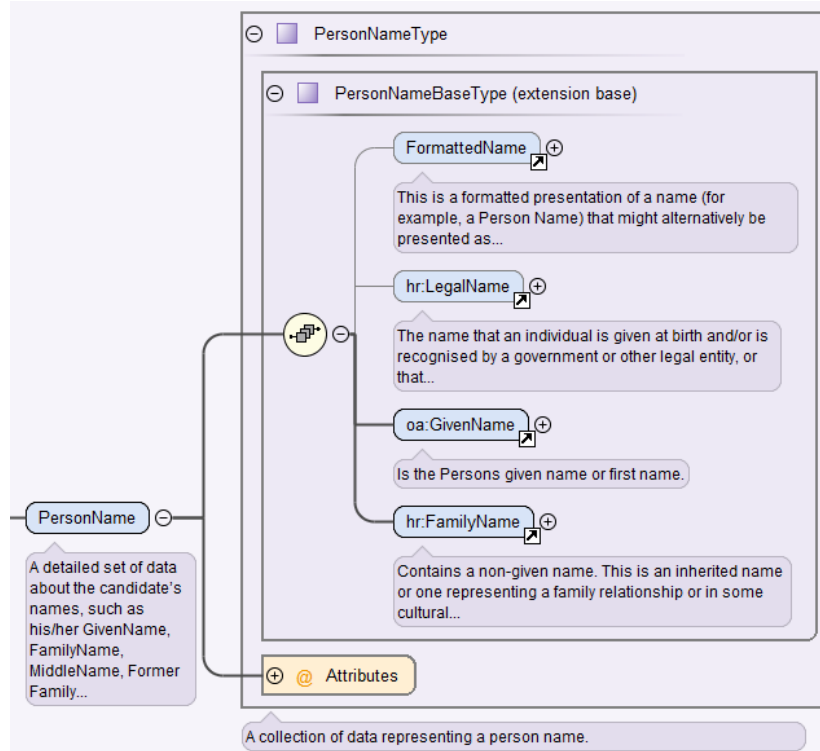 PersonNameType
PersonNameBaseType (extension base)
FormattedName
This is a formatted presentation of a name (for
example, a Person Name) that might alternatively be
presented as...
hr:LegalName
The name that an individual is given at birth and/or is
recognised by a government or other legal entity, or
that...
oa:GivenName
Is the Persons given name or first name.
hr:FamilyName
Contains a non-given name. This is an inherited name
or one representing a family relationship or in some
cultural...
PersonName
A detailed set of data
about the candidate's
names, such as
his/her GivenName,
FamilyName,
MiddleName, Former
Family...
@ Attributes
A collection of data representing a person name.